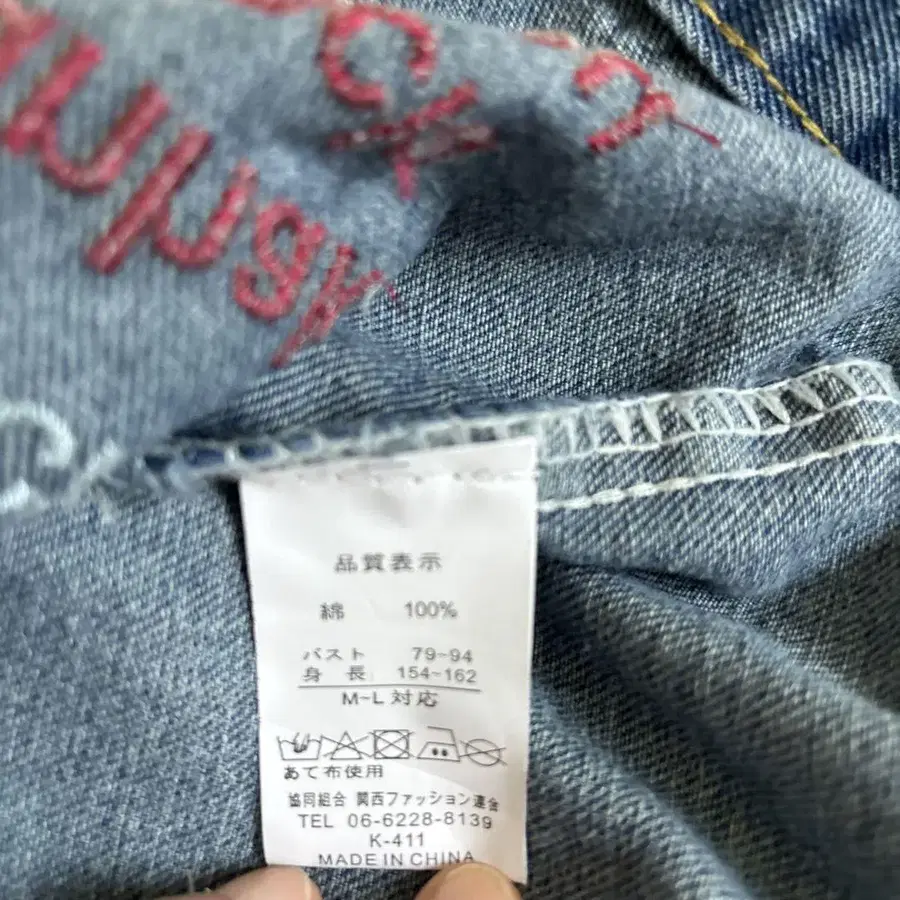 品質表示
綿 100%
バスト 79~94
身長 154~162
M~L対応
あて布使用
協同組合 関西ファッション連合
TEL 06-6228-8139
K-411
MADE IN CHINA